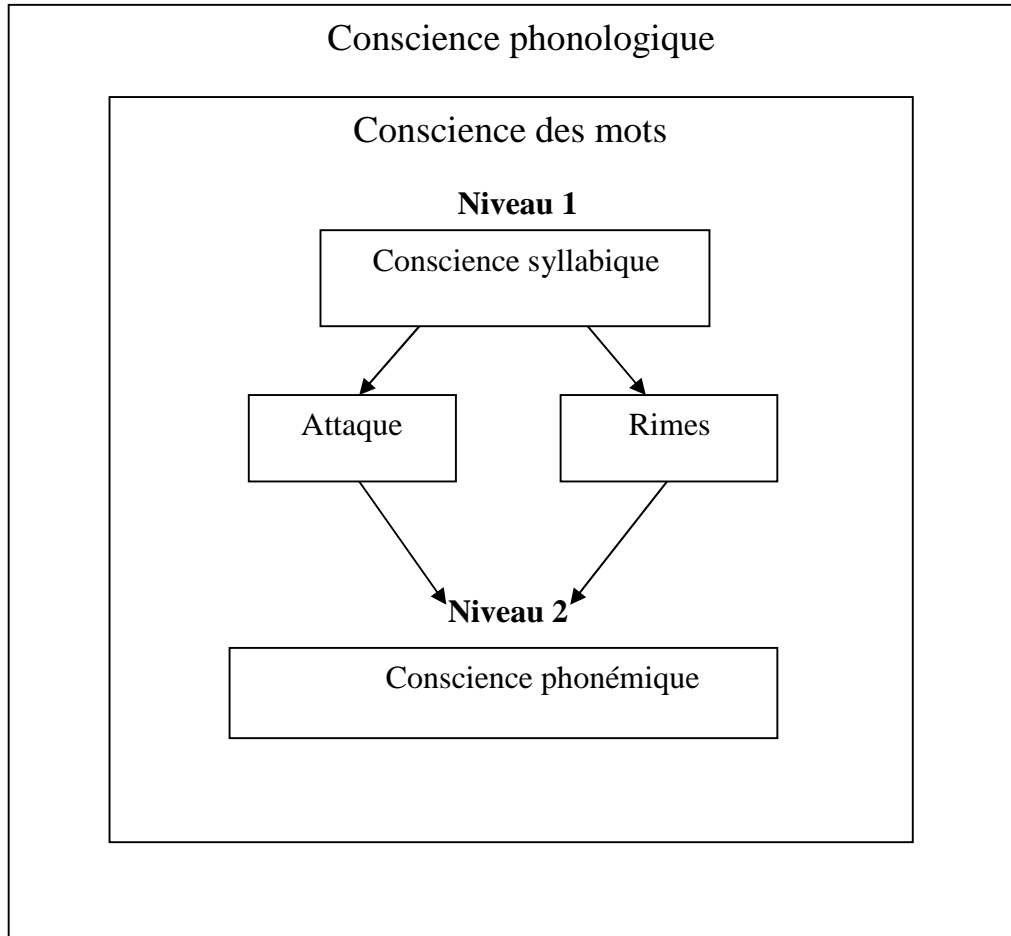 Conscience phonologique
Conscience des mots
Niveau 1
Conscience syllabique
Attaque
Rimes
Niveau 2
Conscience phonémique